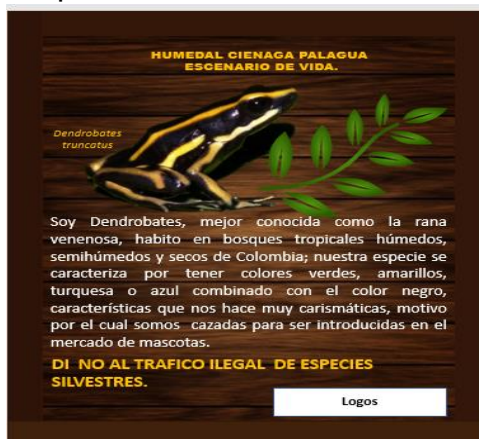 HUMEDAL CIENAGA PALAGUA
ESCENARIO DE VIDA.
Dendrobates
truncatus
Soy Dendrobates, mejor conocida como la rana
venenosa, habito en bosques tropicales húmedos,
semihúmedos y secos de Colombia; nuestra especie se
caracteriza por tener colores verdes, amarillos,
turquesa o azul combinado con el color negro,
características que nos hace muy carismáticas, motivo
por el cual somos cazadas para ser introducidas en el
mercado de mascotas.
DI NO AL TRAFICO ILEGAL DE ESPECIES
SILVESTRES.
Logos